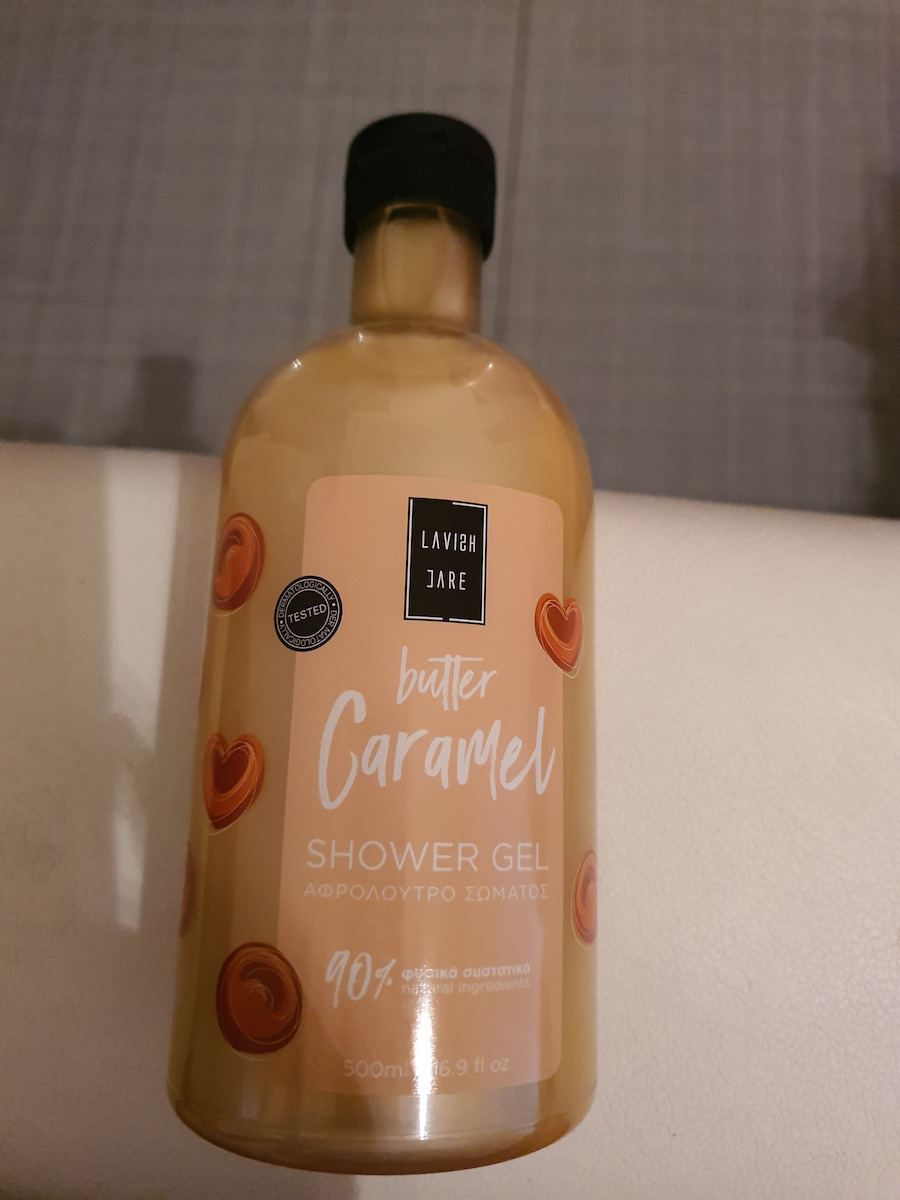 LAVISH
CARE
DERMATOLOGICALLY
TESTED
DERMATOLOGICALLY
butter
Caramel
SHOWER GEL
ΑΦΡΟΛΟΥΤΡΟ ΣΩΜΑΤΟΣ
90% φυσικά συστατικά
natural ingredients
500ml 16.9 fl oz